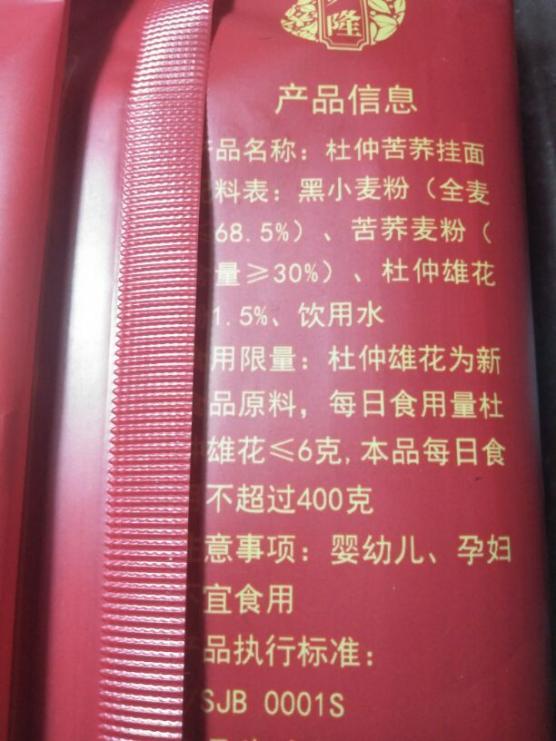 隆
产品信息
品名称：杜仲苦荞挂面
料表：黑小麦粉（全麦
68.5%）、苦荞麦粉（
量≥30%）、杜仲雄花
1.5%、饮用水
用限量：杜仲雄花为新
品原料，每日食用量杜
雄花≤6克,本品每日食
不超过400克
意事项：婴幼儿、孕妇
宜食用
品执行标准：
SJB 0001S